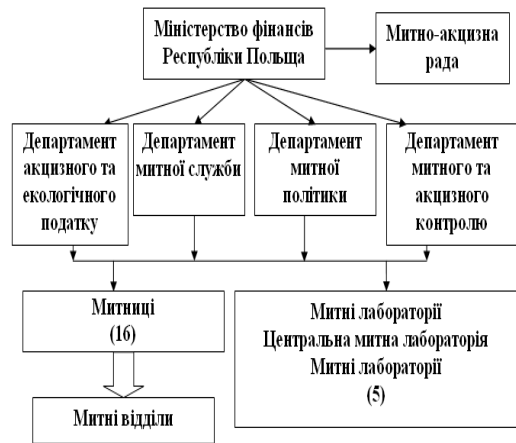 Міністерство фінансів
Республіки Польща
Митно-акцизна
рада
Департамент
акцизного та
екологічного
податку
Департамент
митної служби
Департамент
митної
політики
Департамент
митного та
акцизного
контролю
Митниці
(16)
Митні лабораторії
Центральна митна лабораторія
Митні лабораторії
(5)
Митні відділи